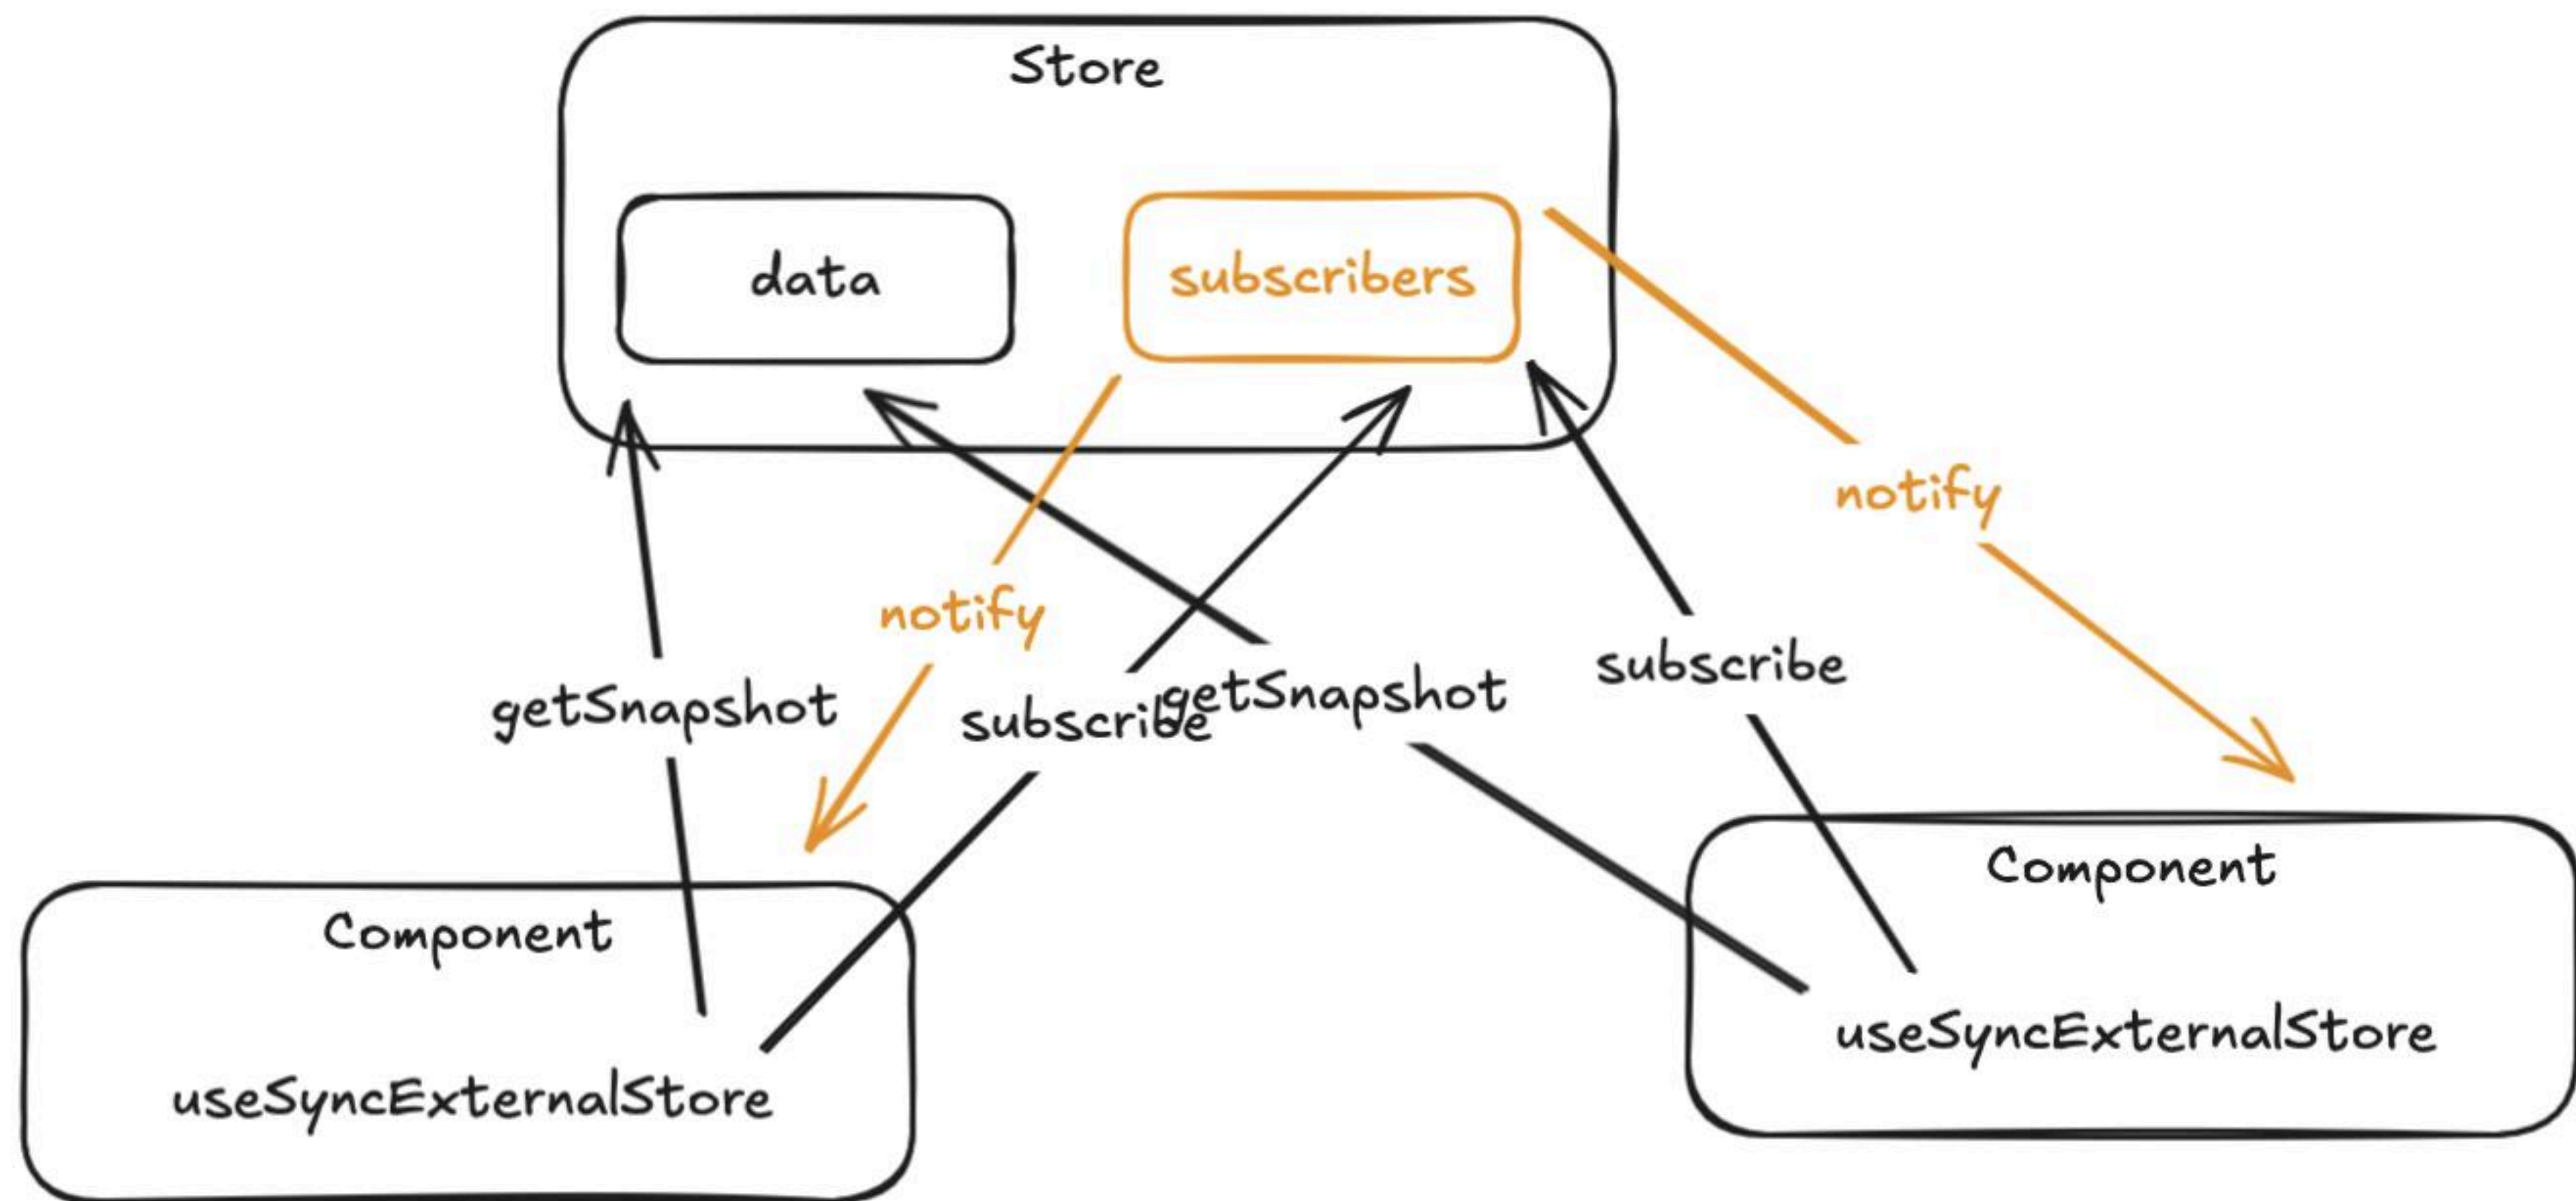 Store
data
subscribers
notify
notify
subscribe
getSnapshot
getSnapshot
subscribe
Component
Component
useSyncExternalStore
useSyncExternalStore